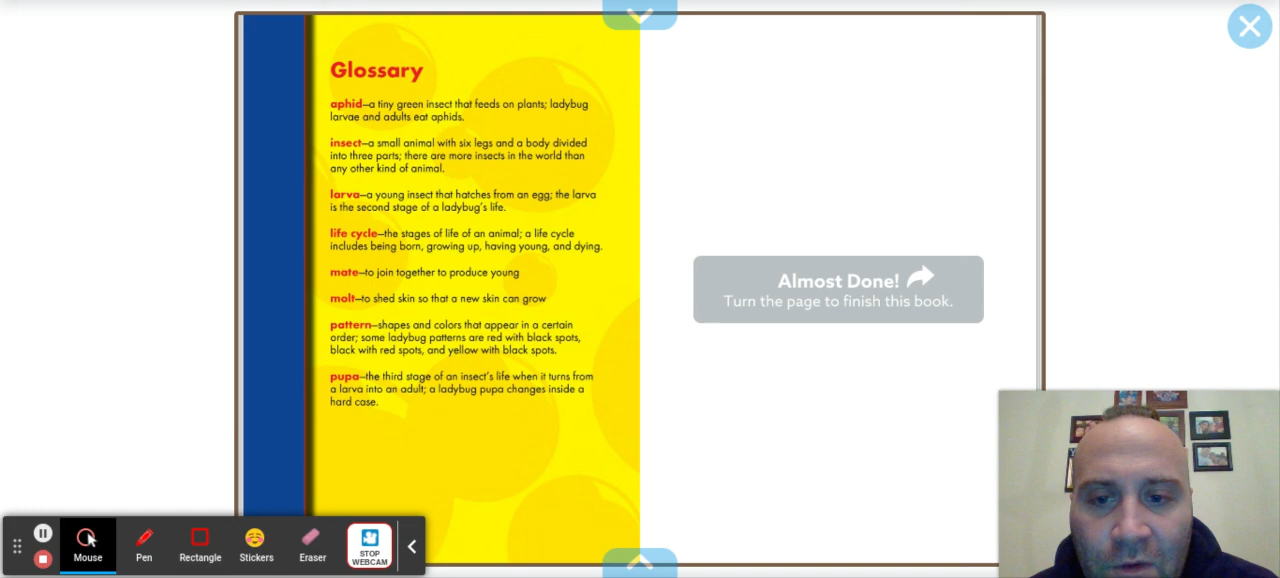 Glossary
aphid—a tiny green insect that feeds on plants; ladybug
larvae and adults eat aphids.
insect—a small animal with six legs and a body divided
into three parts; there are more insects in the world than
any other kind of animal.
larva—a young insect that hatches from an egg; the larva
is the second stage of a ladybug's life.
life cycle—the stages of life of an animal; a life cycle
includes being born, growing up, having young, and dying.
mate—to join together to produce young
molt—to shed skin so that a new skin can grow
pattern—shapes and colors that appear in a certain
order; some ladybug patterns are red with black spots,
black with red spots, and yellow with black spots.
pupa—the third stage of an insect's life when it turns from
a larva into an adult; a ladybug pupa changes inside a
hard case.
Almost Done!
Turn the page to finish this book.
Mouse
Pen
Rectangle
Stickers
Eraser
STOP
WEBCAM